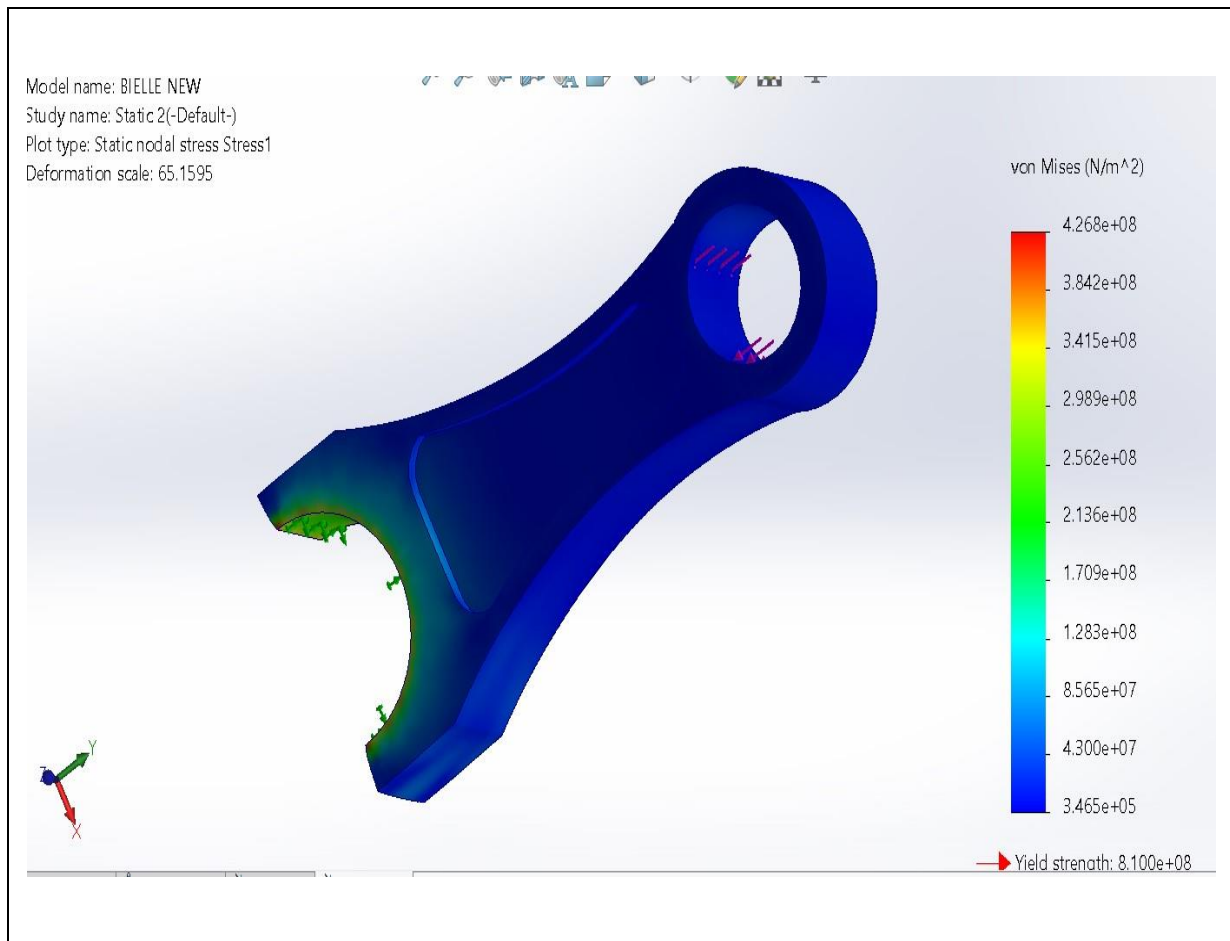 Model name: BIELLE NEW
Study name: Static 2(-Default-)
Plot type: Static nodal stress Stress1
Deformation scale: 65.1595
von Mises (N/m^2)
4.268e+08
3.842e+08
3.415e+08
2.989e+08
2.562e+08
2.136e+08
1.709e+08
1.283e+08
8.565e+07
4.300e+07
3.465e+05
Yield strength: 8.100e+08
Y
Z
X